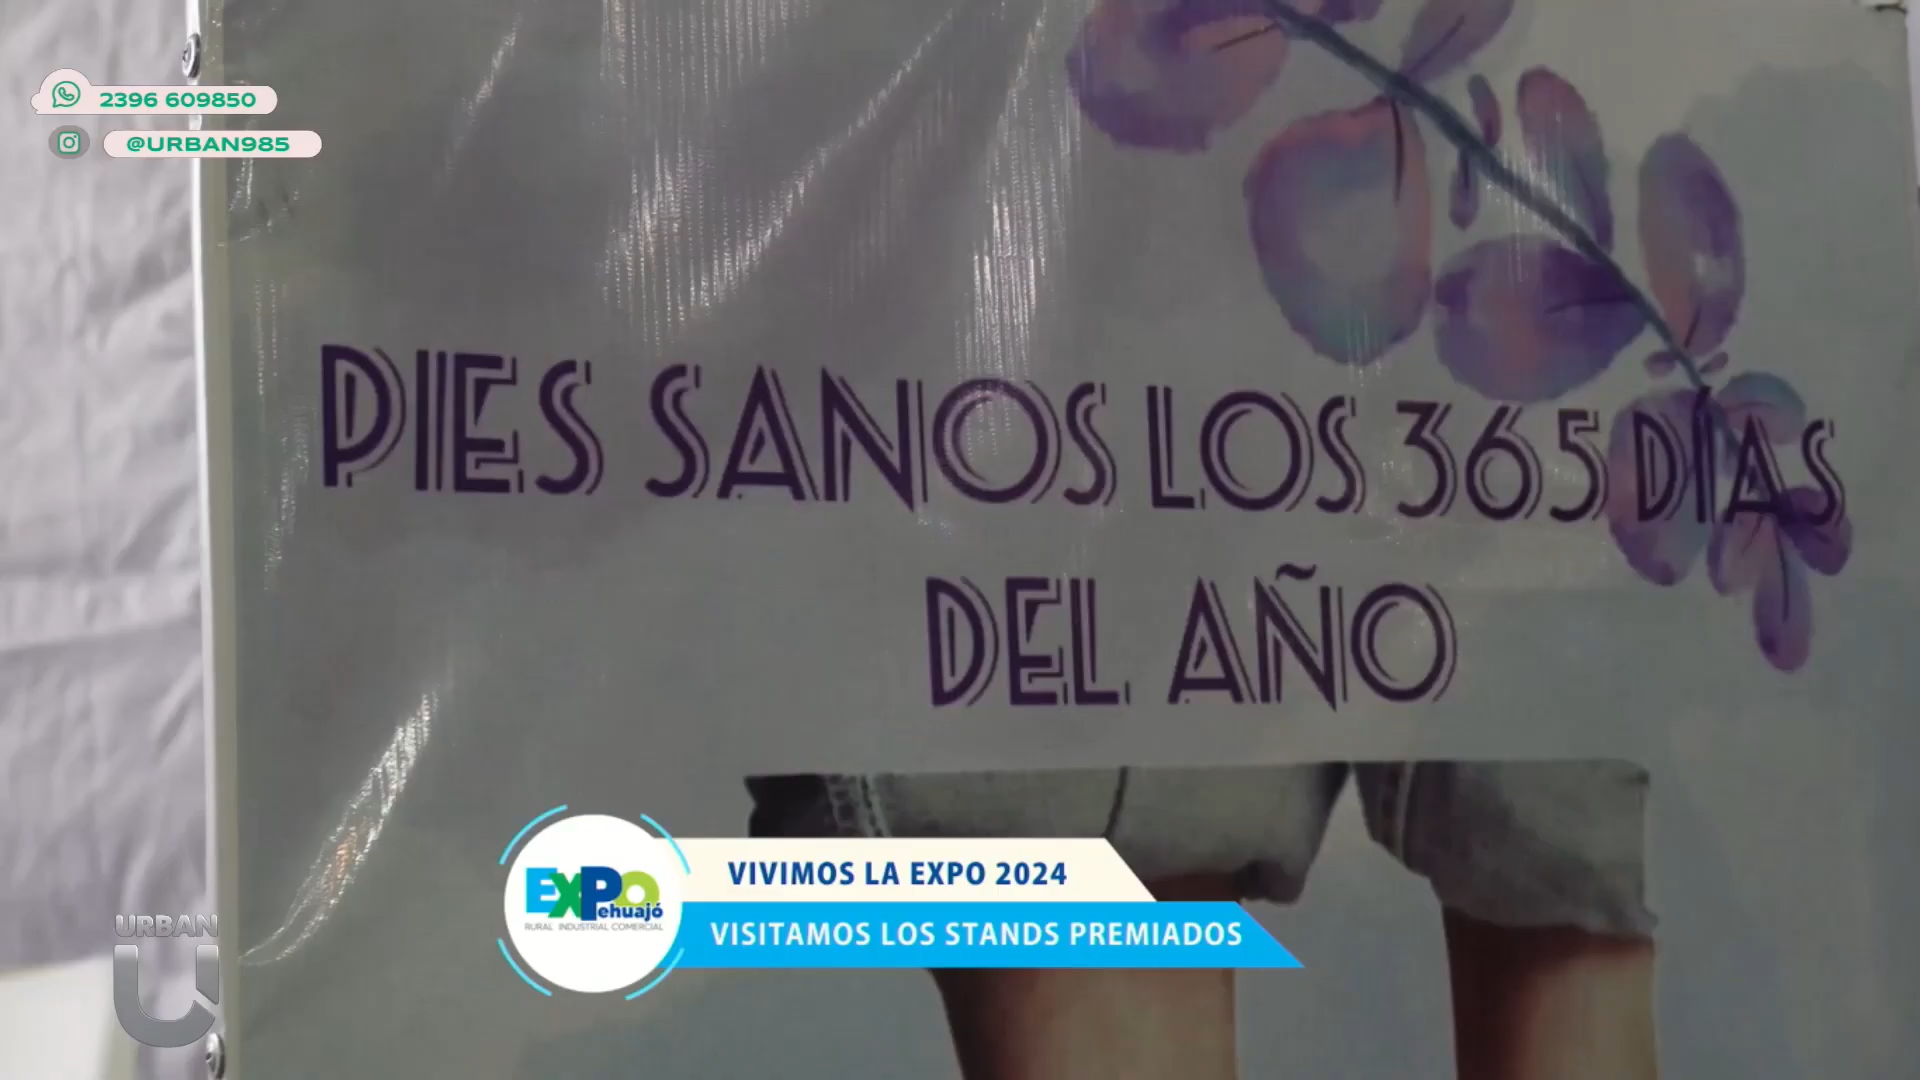 2396 609850
@URBAN985
PIES SANOS LOS 365 DÍAS
DEL AÑO
VIVIMOS LA EXPO 2024
EXPO
ehuajó
RURAL INDUSTRIAL COMERCIAL
VISITAMOS LOS STANDS PREMIADOS
URBAN
U